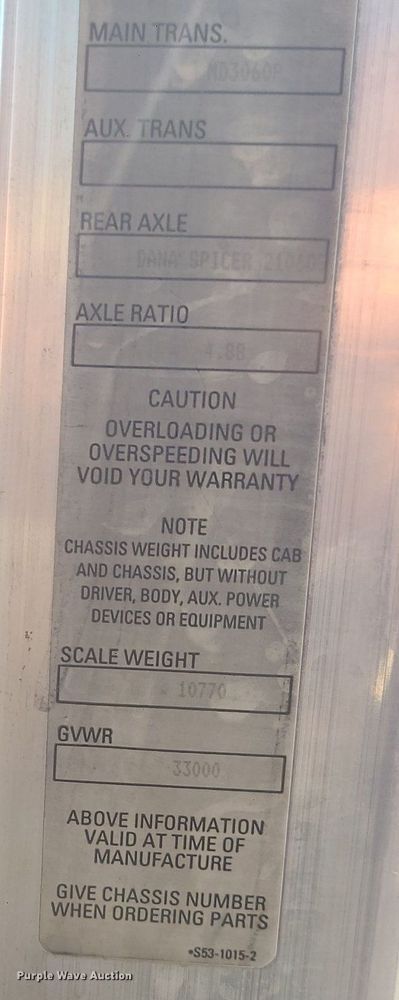 MAIN TRANS.
MD3060P
AUX. TRANS
REAR AXLE
DANA SPICER
AXLE RATIO
4.88
CAUTION
OVERLOADING OR
OVERSPEEDING WILL
VOID YOUR WARRANTY
NOTE
CHASSIS WEIGHT INCLUDES CAB
AND CHASSIS, BUT WITHOUT
DRIVER, BODY, AUX. POWER
DEVICES OR EQUIPMENT
SCALE WEIGHT
10770
GVWR
33000
ABOVE INFORMATION
VALID AT TIME OF
MANUFACTURE
GIVE CHASSIS NUMBER
WHEN ORDERING PARTS
•S53-1015-2
Purple Wave Auction